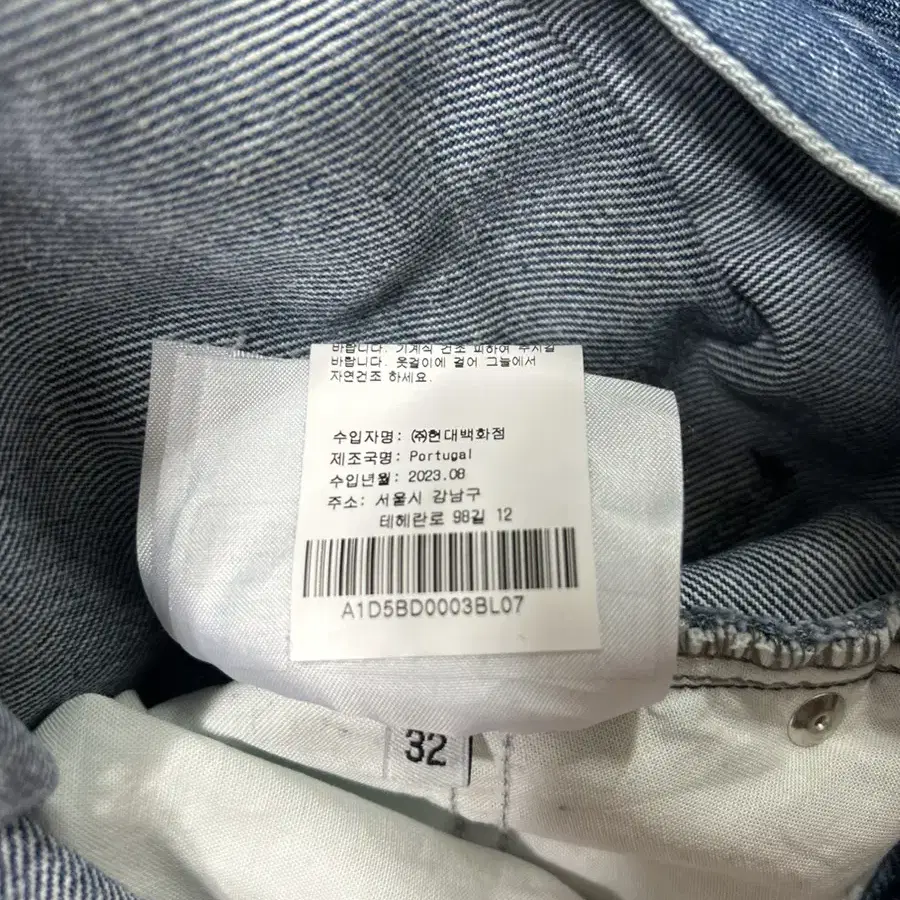 바랍니다. 기계식 건조 피하여 주시길
바랍니다. 옷걸이에 걸어 그늘에서
자연건조 하세요.
수입자명: ㈜현대백화점
제조국명: Portugal
수입년월: 2023.08
주소: 서울시 강남구
테헤란로 98길 12
A1D5BD0003BL07
32